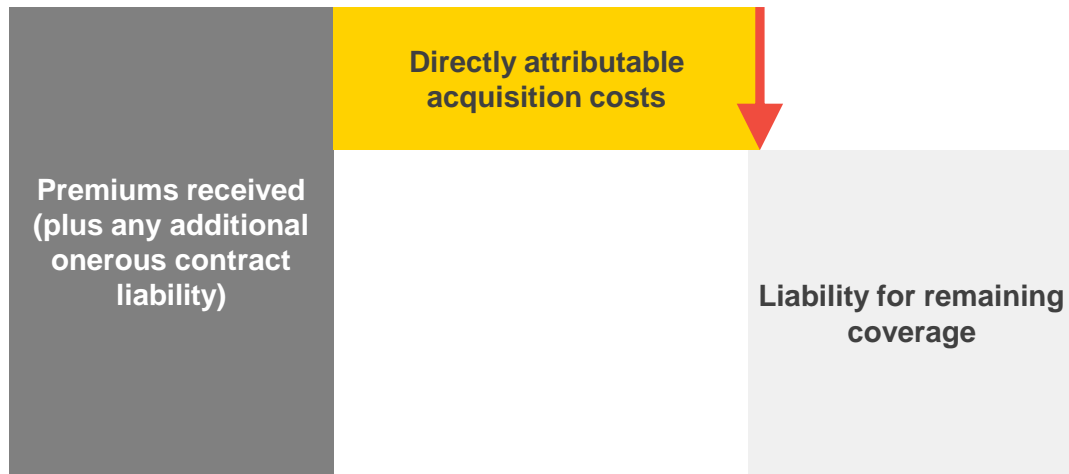 Directly attributable
acquisition costs
Premiums received
(plus any additional
onerous contract
liability)
Liability for remaining
coverage